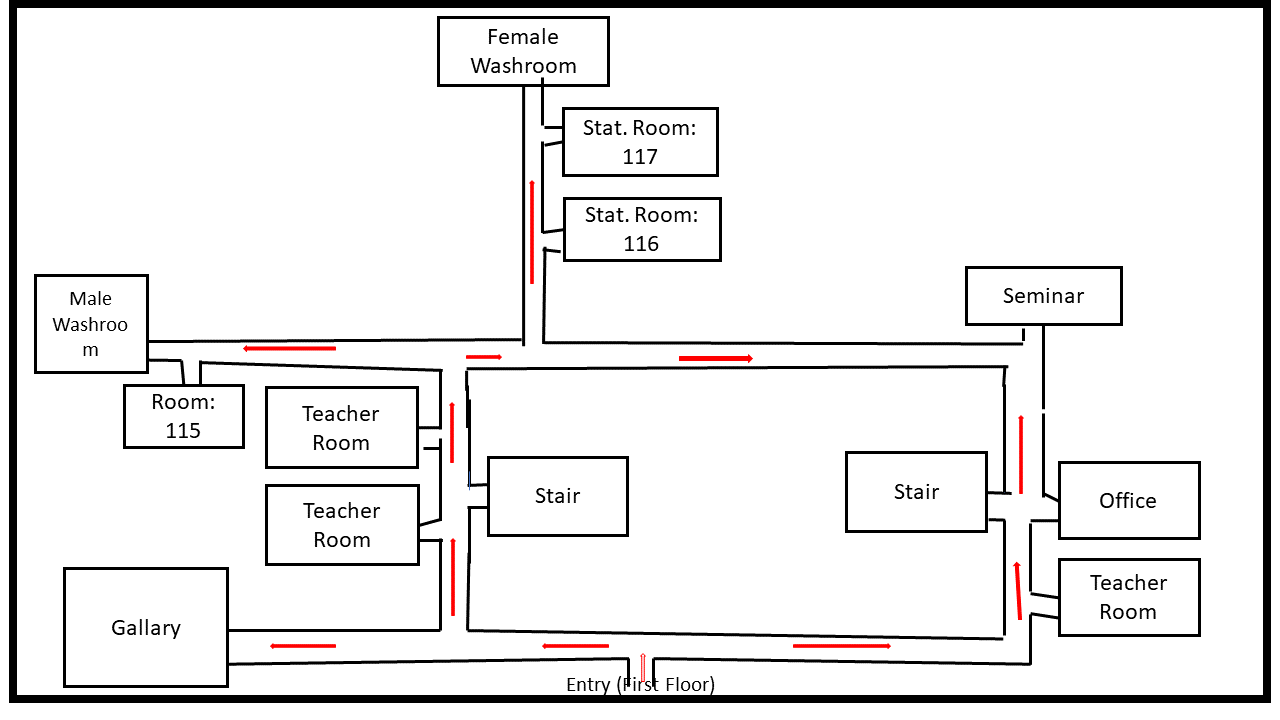 Female
Washroom
Stat. Room:
117
Stat. Room:
116
Seminar
Male
Washroo
m
Room:
115
Teacher
Room
Stair
Stair
Office
Teacher
Room
Teacher
Room
Gallary
Entry (First Floor)